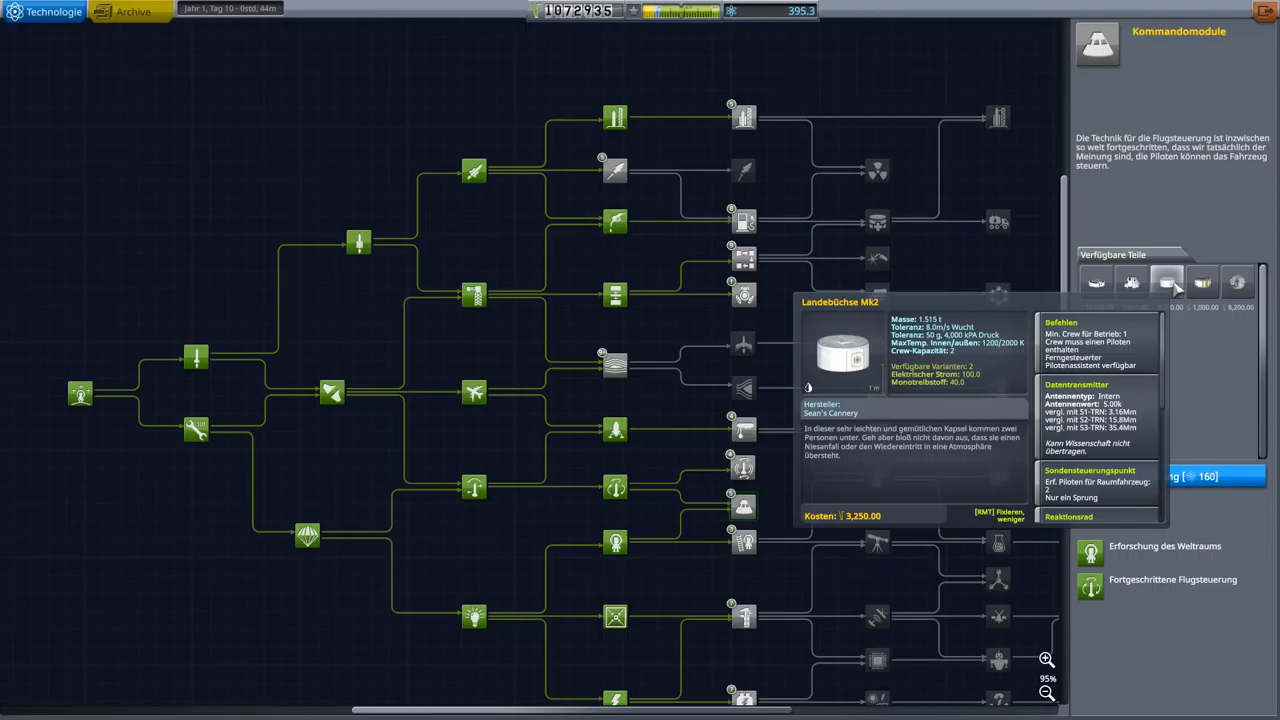 Technologie
Archive
Jahr 1, Tag 10 - 0std, 44m
1072935
395.3
Kommandomodule
Die Technik für die Flugsteuerung ist inzwischen
so weit fortgeschritten, dass wir tatsächlich der
Meinung sind, die Piloten können das Fahrzeug
steuern.
Verfügbare Teile
1,000.00
8,200.00
Landebüchse Mk2
Masse: 1.515 t
Toleranz: 8.0m/s Wucht
Toleranz: 50 g, 4,000 kPA Druck
MaxTemp. Innen/außen: 1200/2000 K
Crew-Kapazität: 2
Verfügbare Varianten: 2
Elektrischer Strom: 100.0
Monotreibstoff: 40.0
1 m
Hersteller:
Sean's Cannery
In dieser sehr leichten und gemütlichen Kapsel kommen zwei
Personen unter. Geh aber bloß nicht davon aus, dass sie einen
Niesanfall oder den Wiedereintritt in eine Atmosphäre
übersteht.
Kosten: 3,250.00
[RMT] Fixieren,
weniger
Befehlen
Min. Crew für Betrieb: 1
Crew muss einen Piloten
enthalten
Ferngesteuerter
Pilotenassistent verfügbar
Datentransmitter
Antennentyp: Intern
Antennenwert: 5.00k
vergl. mit S1-TRN: 3.16Mm
vergl. mit S2-TRN: 15.8Mm
vergl. mit S3-TRN: 35.4Mm
Kann Wissenschaft nicht
übertragen.
Sondensteuerungspunkt
Erf. Piloten für Raumfahrzeug:
2
Nur ein Sprung
Reaktionsrad
ng [160]
Erforschung des Weltraums
Fortgeschrittene Flugsteuerung
95%